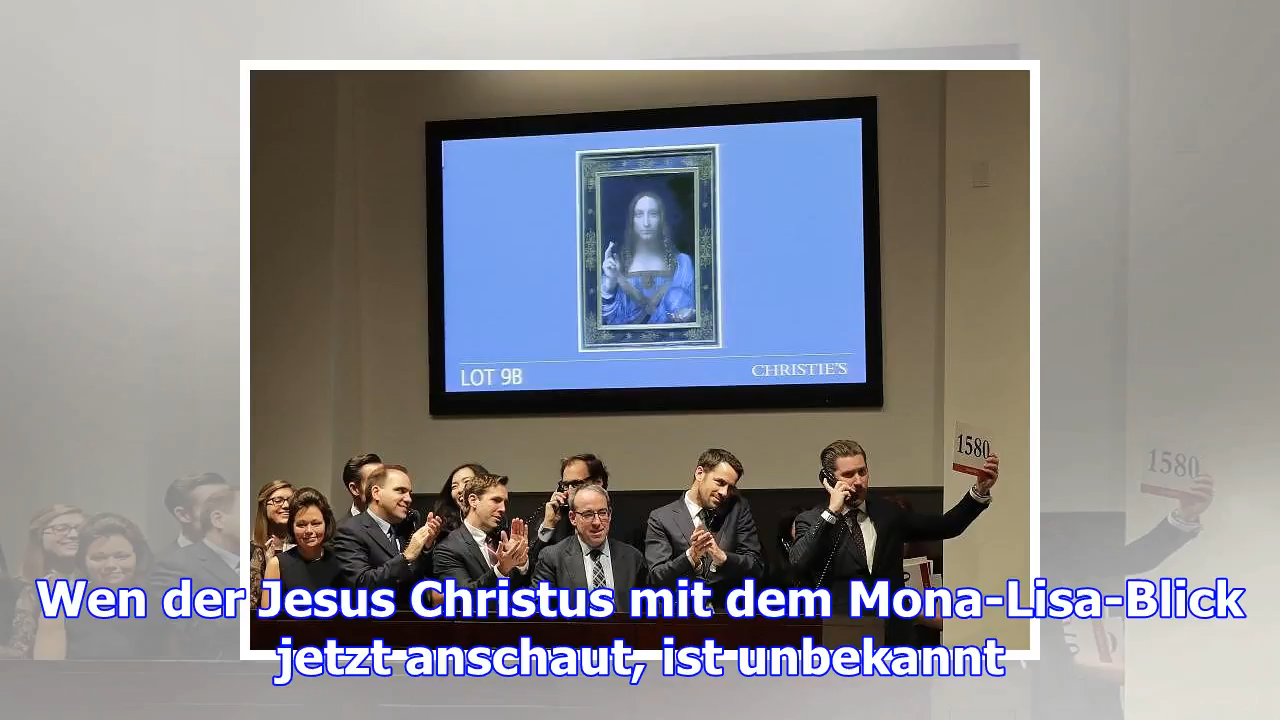 LOT 9B
CHRISTIE'S
1580
1580
Wen der Jesus Christus mit dem Mona-Lisa-Blick
jetzt anschaut, ist unbekannt